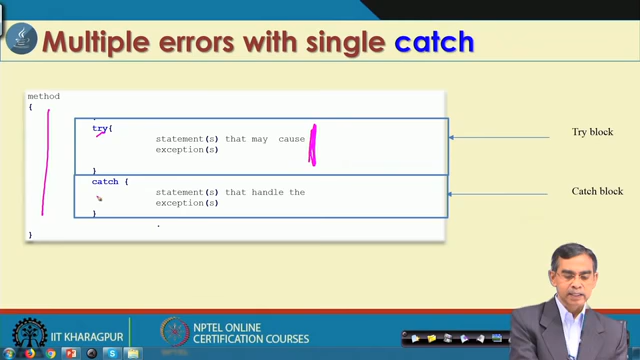 Multiple errors with single catch
method
{
.
try{
statement(s) that may cause
exception(s)
}
catch {
statement(s) that handle the
exception(s)
}
.
}
Try block
Catch block
IIT KHARAGPUR
NPTEL ONLINE
CERTIFICATION COURSES